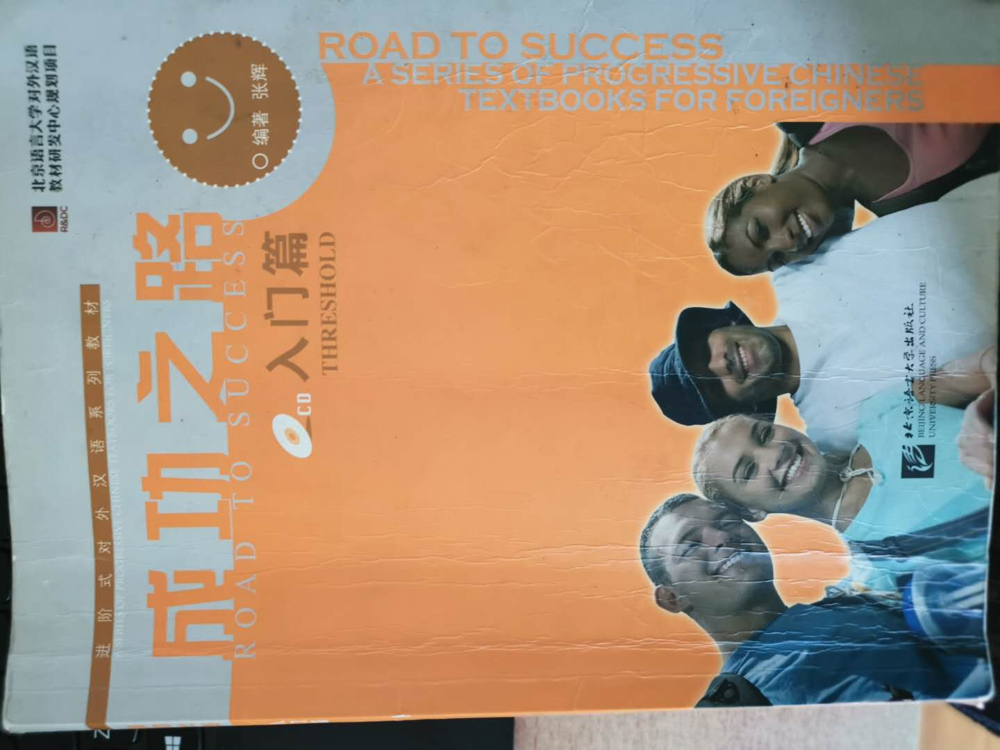 北京语言大学对外汉语
教材研发中心规划项目
R&DC
进阶式对外汉语系列教材
A SERIES OF PROGRESSIVE CHINESE TEXTBOOKS FOR FOREIGNERS
成功之路
ROAD TO SUCCESS
○ 编著 张辉
CD
入门篇
THRESHOLD
ROAD TO SUCCESS
A SERIES OF PROGRESSIVE CHINESE
TEXTBOOKS FOR FOREIGNERS
北京语言大学出版社
BEIJING LANGUAGE AND CULTURE
UNIVERSITY PRESS
Z